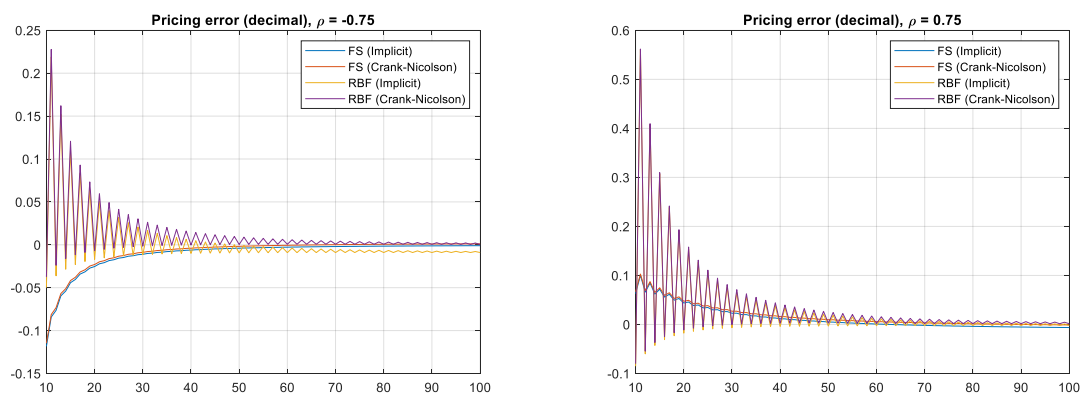 Pricing error (decimal), ρ = -0.75
0.25
0.2
0.15
0.1
0.05
0
-0.05
-0.1
-0.15
10 20 30 40 50 60 70 80 90 100
FS (Implicit)
FS (Crank-Nicolson)
RBF (Implicit)
RBF (Crank-Nicolson)
Pricing error (decimal), ρ = 0.75
0.6
0.5
0.4
0.3
0.2
0.1
0
-0.1
10 20 30 40 50 60 70 80 90 100
FS (Implicit)
FS (Crank-Nicolson)
RBF (Implicit)
RBF (Crank-Nicolson)